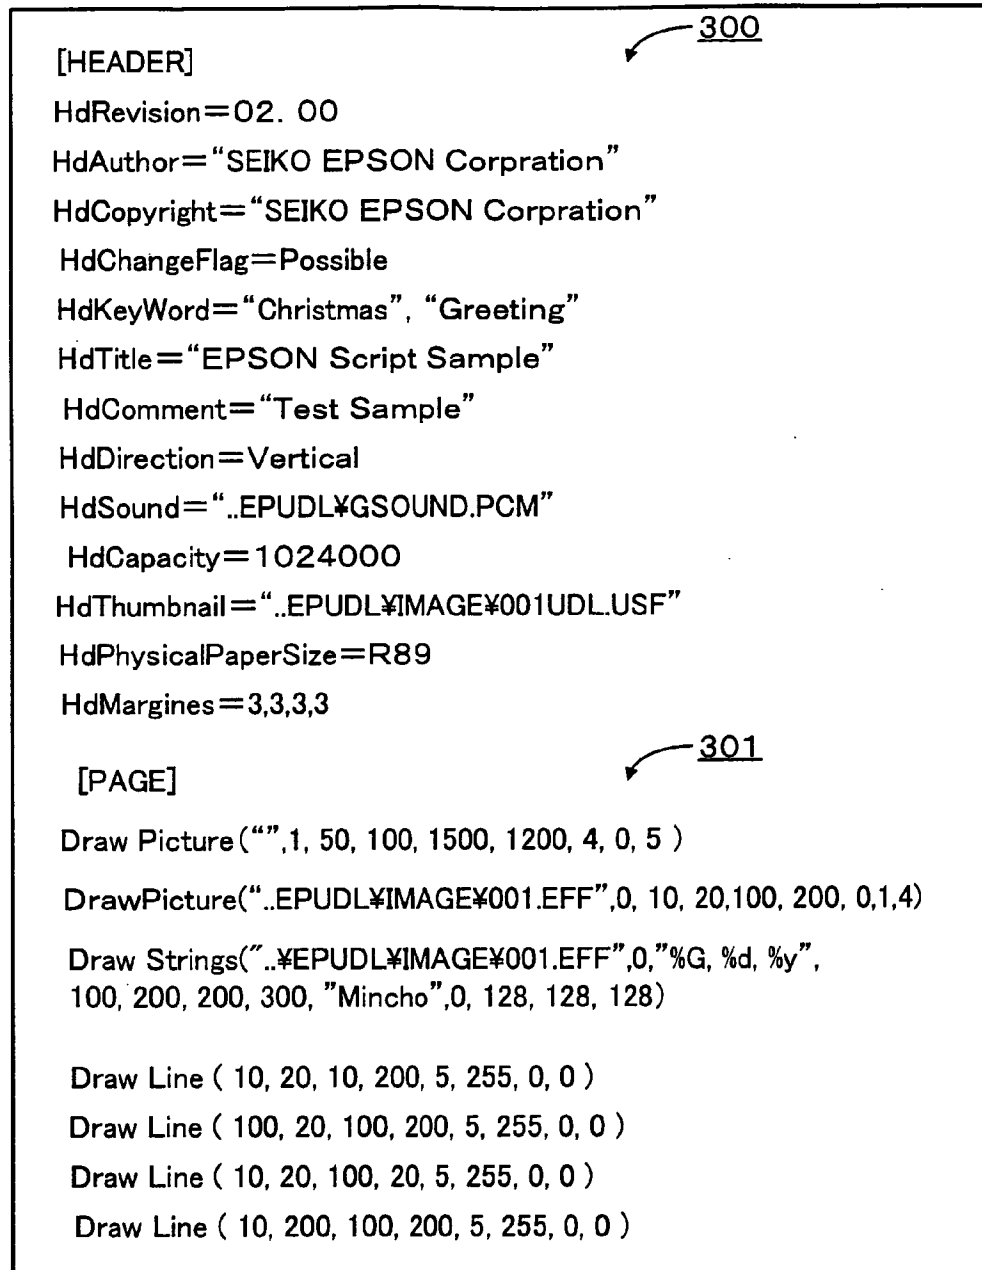 300
[HEADER]
HdRevision=02. 00
HdAuthor=“SEIKO EPSON Corpration”
HdCopyright=“SEIKO EPSON Corpration”
HdChangeFlag=Possible
HdKeyWord=“Christmas”, “Greeting”
HdTitle=“EPSON Script Sample”
HdComment=“Test Sample”
HdDirection=Vertical
HdSound=“..EPUDL¥GSOUND.PCM”
HdCapacity=1024000
HdThumbnail=“..EPUDL¥IMAGE¥001UDL.USF”
HdPhysicalPaperSize=R89
HdMargines=3,3,3,3
301
[PAGE]
Draw Picture(“”,1, 50, 100, 1500, 1200, 4, 0, 5 )
DrawPicture(“..EPUDL¥IMAGE¥001.EFF”,0, 10, 20,100, 200, 0,1,4)
Draw Strings(”..¥EPUDL¥IMAGE¥001.EFF”,0,”%G, %d, %y”,
100, 200, 200, 300, ”Mincho”,0, 128, 128, 128)
Draw Line ( 10, 20, 10, 200, 5, 255, 0, 0 )
Draw Line ( 100, 20, 100, 200, 5, 255, 0, 0 )
Draw Line ( 10, 20, 100, 20, 5, 255, 0, 0 )
Draw Line ( 10, 200, 100, 200, 5, 255, 0, 0 )